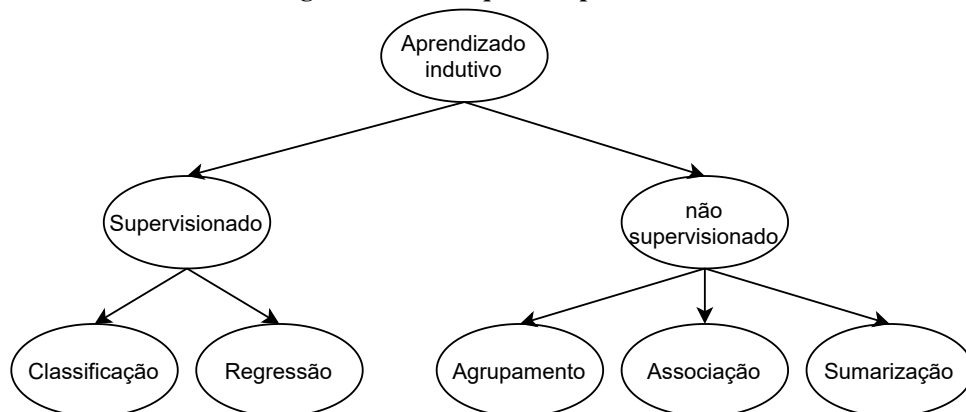 Aprendizado
indutivo
Supervisionado
não
supervisionado
Classificação
Regressão
Agrupamento
Associação
Sumarização